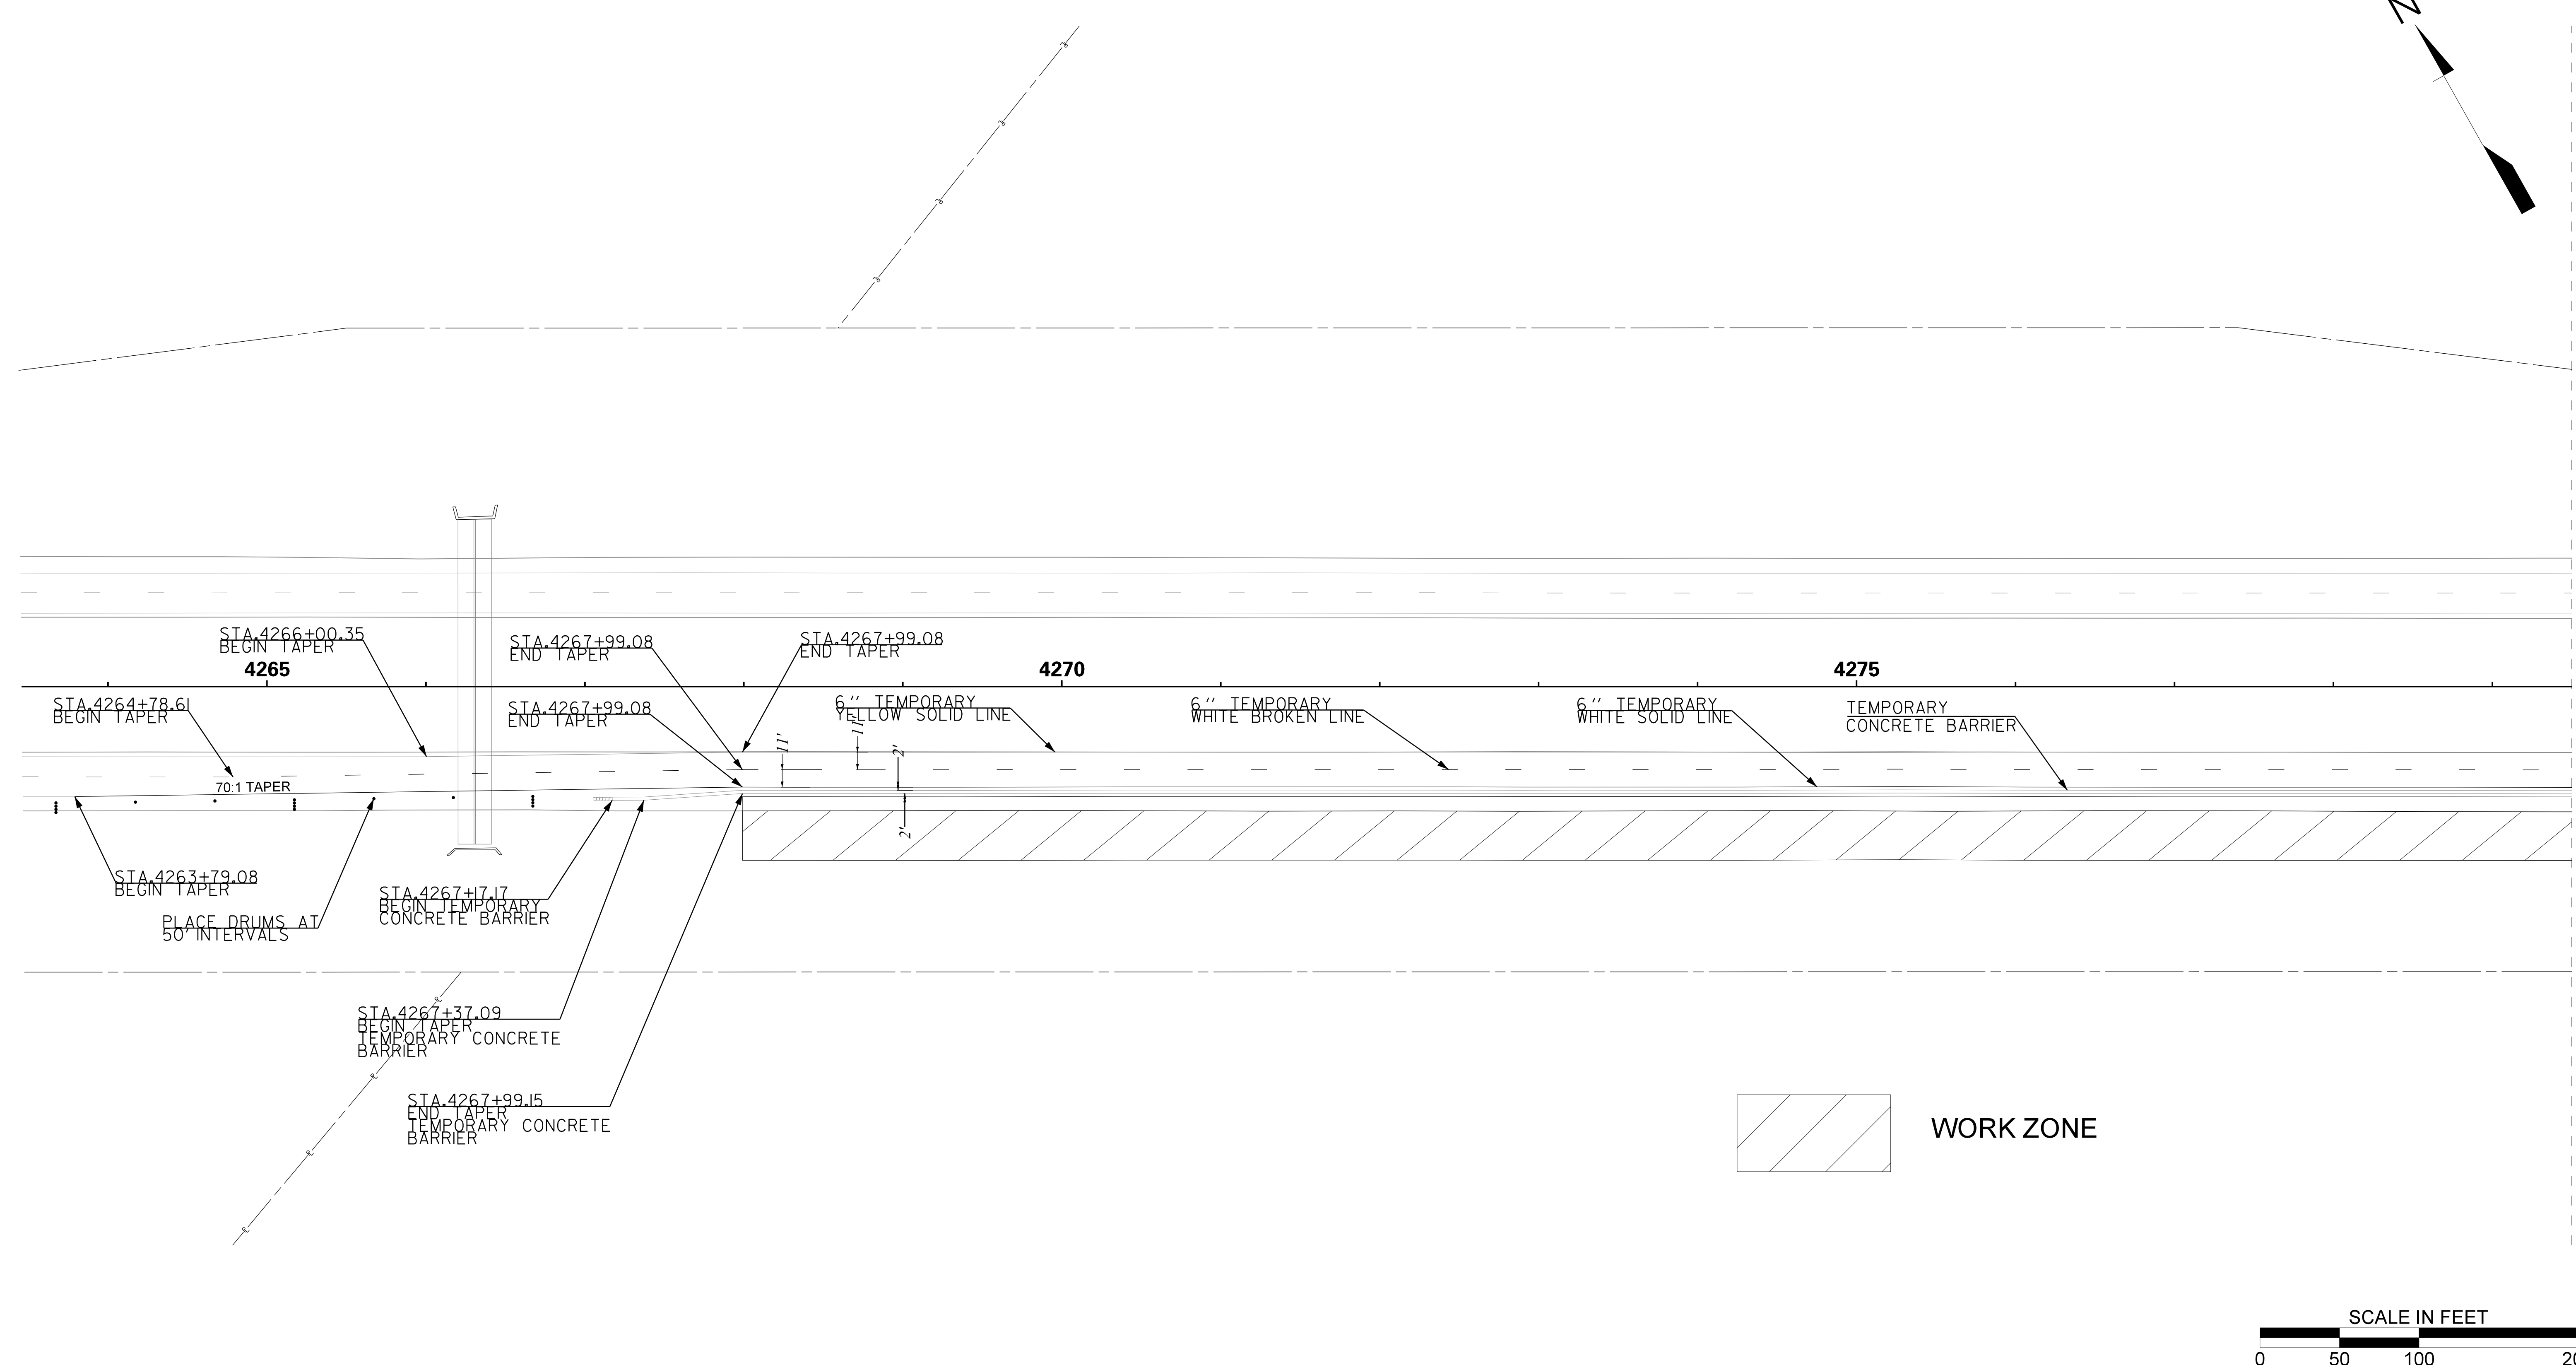 N
STA.4266+00.35
BEGIN TAPER
STA.4267+99.08
END TAPER
STA.4267+99.08
END TAPER
4265
4270
4275
STA.4264+78.61
BEGIN TAPER
STA.4267+99.08
END TAPER
6" TEMPORARY
YELLOW SOLID LINE
6" TEMPORARY
WHITE BROKEN LINE
6" TEMPORARY
WHITE SOLID LINE
TEMPORARY
CONCRETE BARRIER
11'
11'
2'
2'
70:1 TAPER
STA.4263+79.08
BEGIN TAPER
PLACE DRUMS AT
50' INTERVALS
STA.4267+17.17
BEGIN TEMPORARY
CONCRETE BARRIER
STA.4267+37.09
BEGIN TAPER
TEMPORARY CONCRETE
BARRIER
STA.4267+99.15
END TAPER
TEMPORARY CONCRETE
BARRIER
WORK ZONE
SCALE IN FEET
0 50 100